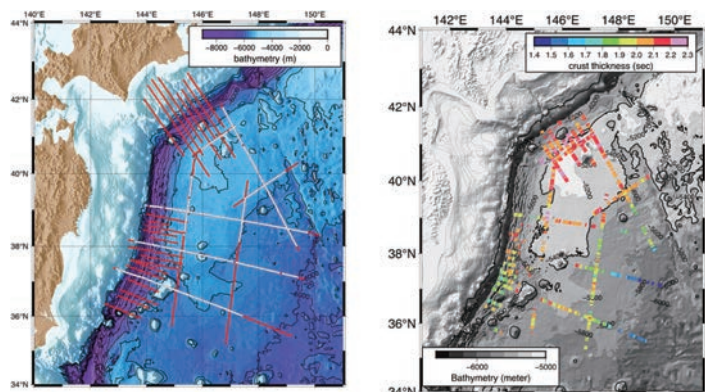 140°E 142° 144° 146° 148° 150°E
44°N
−8000 −6000 −4000 −2000 0
bathymetry (m)
42°
40°
38°
36°
34°N
142°E 144° 146° 148° 150°E
44°N
1.4 1.5 1.6 1.7 1.8 1.9 2.0 2.1 2.2 2.3
crust thickness (sec)
42°N
-5200
40°N
38°N
36°N
−6000 −5000
Bathymetry (meter)
34°N